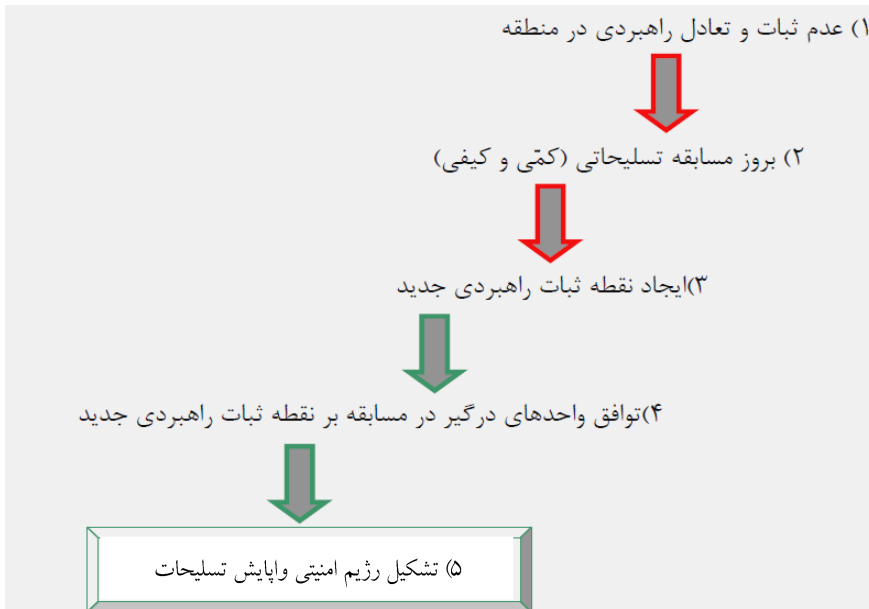 ۱) عدم ثبات و تعادل راهبردی در منطقه
۲) بروز مسابقه تسلیحاتی (کمّی و کیفی)
۳)ایجاد نقطه ثبات راهبردی جدید
۴)توافق واحدهای درگیر در مسابقه بر نقطه ثبات راهبردی جدید
۵) تشکیل رژیم امنیتی واپایش تسلیحات